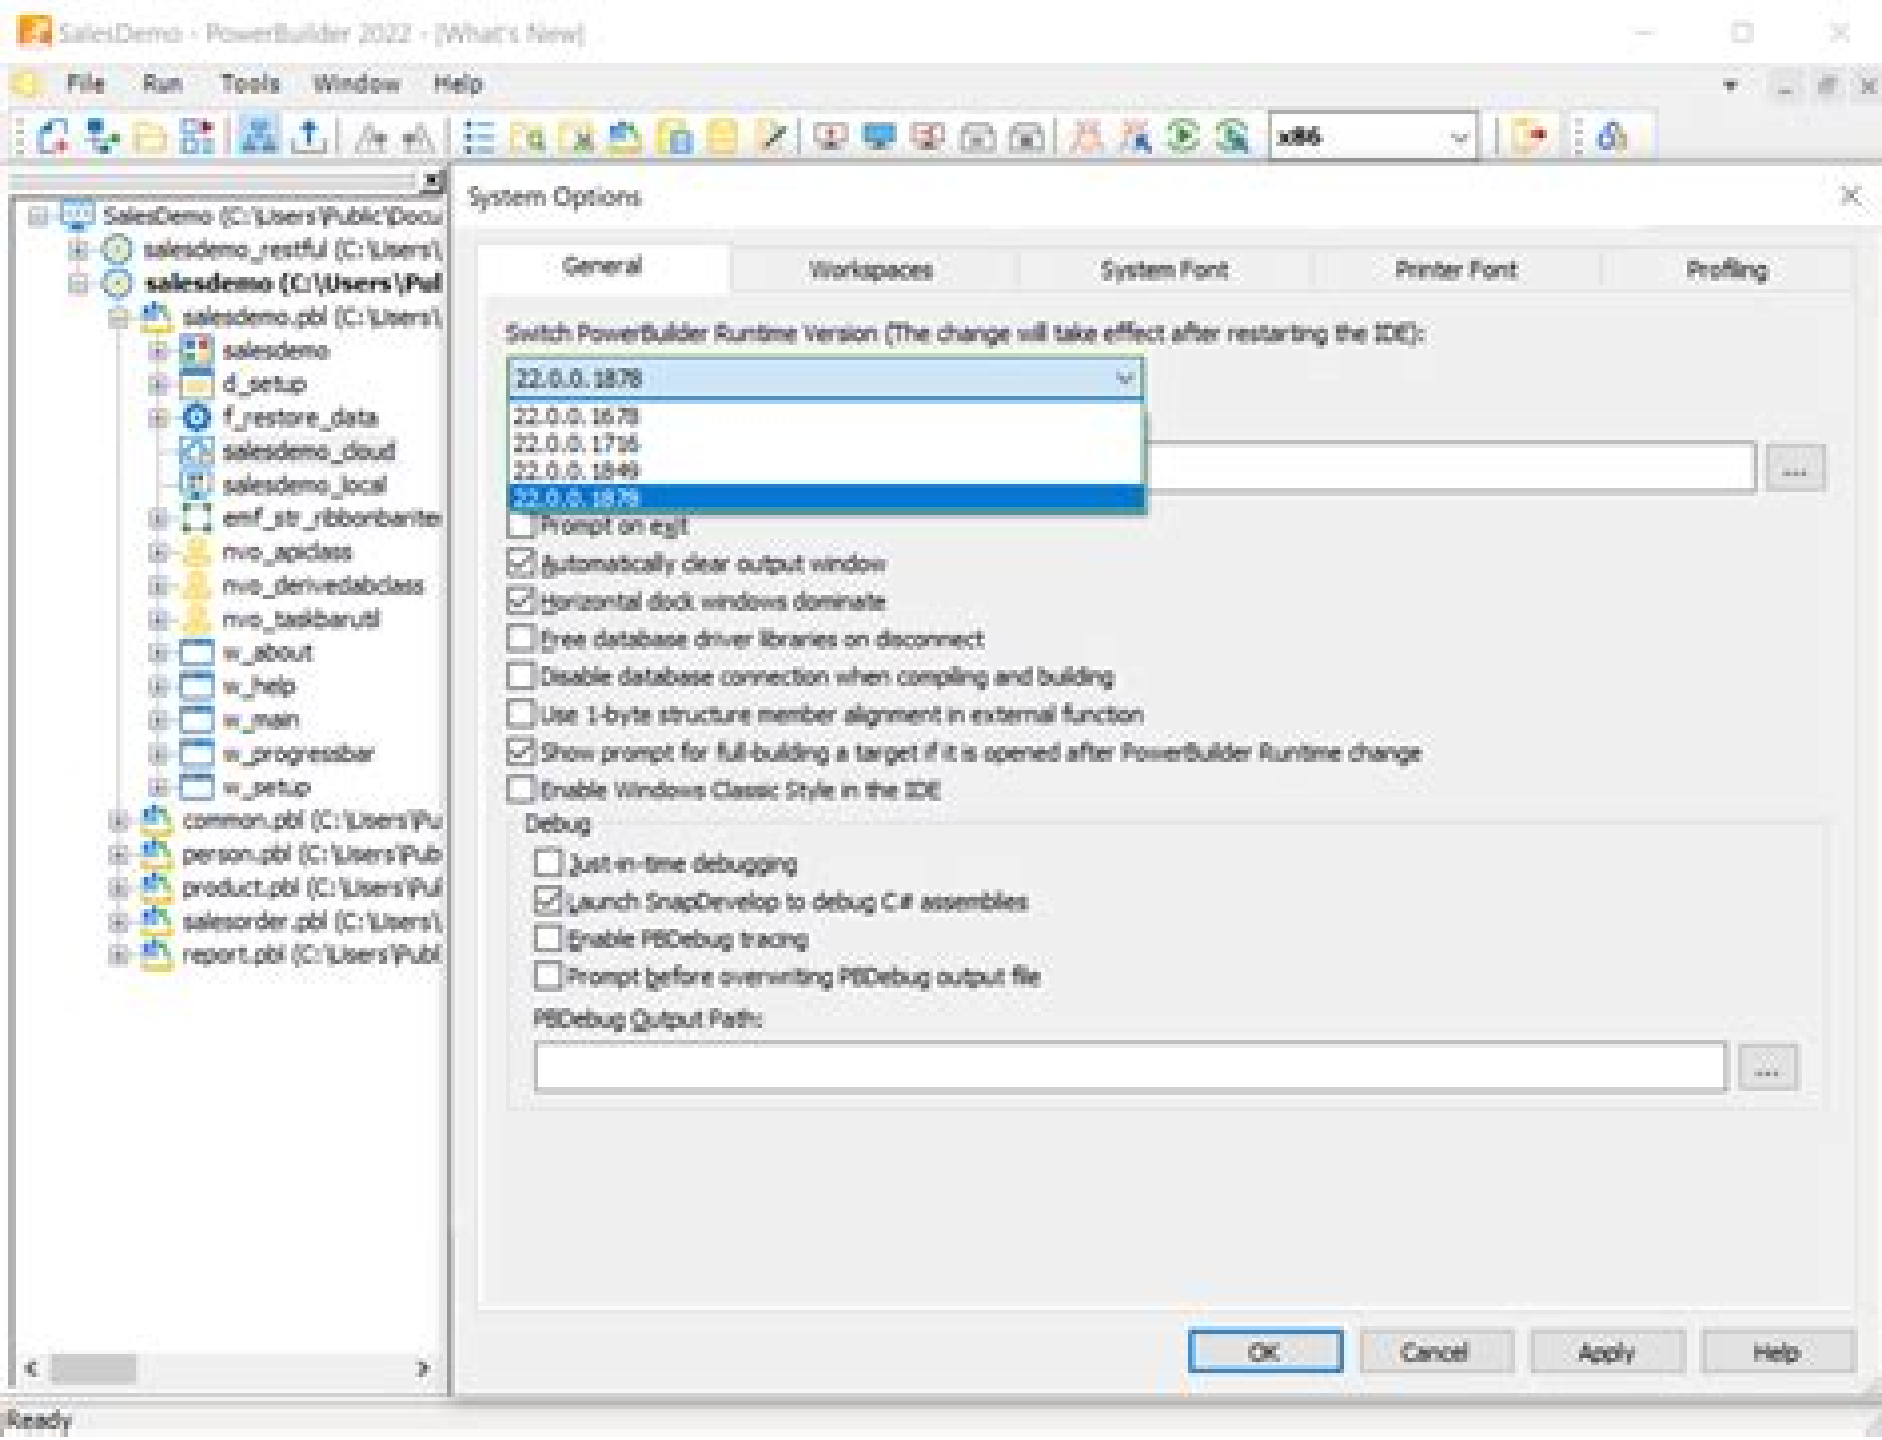 SalesDemo - PowerBuilder 2022 - [What's New]
File Run Tools Window Help
x86
SalesDemo (C:\Users\Public\Docu
salesdemo_restful (C:\Users\
salesdemo (C:\Users\Pul
salesdemo.pbl (C:\Users\
salesdemo
d_setup
f_restore_data
salesdemo_cloud
salesdemo_local
emf_str_ribbonbarite
nvo_apiclass
nvo_derivedabclass
nvo_taskbarutil
w_about
w_help
w_main
w_progressbar
w_setup
common.pbl (C:\Users\Pu
person.pbl (C:\Users\Pub
product.pbl (C:\Users\Pul
salesorder.pbl (C:\Users\
report.pbl (C:\Users\Publ
System Options
General Workspaces System Font Printer Font Profiling
Switch PowerBuilder Runtime Version (The change will take effect after restarting the IDE):
22.0.0.1878
22.0.0.1678
22.0.0.1716
22.0.0.1849
22.0.0.1878
...
Prompt on exit
Automatically clear output window
Horizontal dock windows dominate
Free database driver libraries on disconnect
Disable database connection when compiling and building
Use 1-byte structure member alignment in external function
Show prompt for full-building a target if it is opened after PowerBuilder Runtime change
Enable Windows Classic Style in the IDE
Debug
Just-in-time debugging
Launch SnapDevelop to debug C# assemblies
Enable PBDebug tracing
Prompt before overwriting PBDebug output file
PBDebug Output Path:
...
OK Cancel Apply Help
Ready